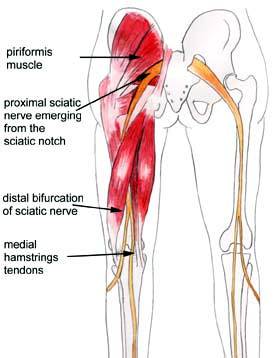 piriformis
muscle
proximal sciatic
nerve emerging
from the
sciatic notch
distal bifurcation
of sciatic nerve
medial
hamstrings
tendons